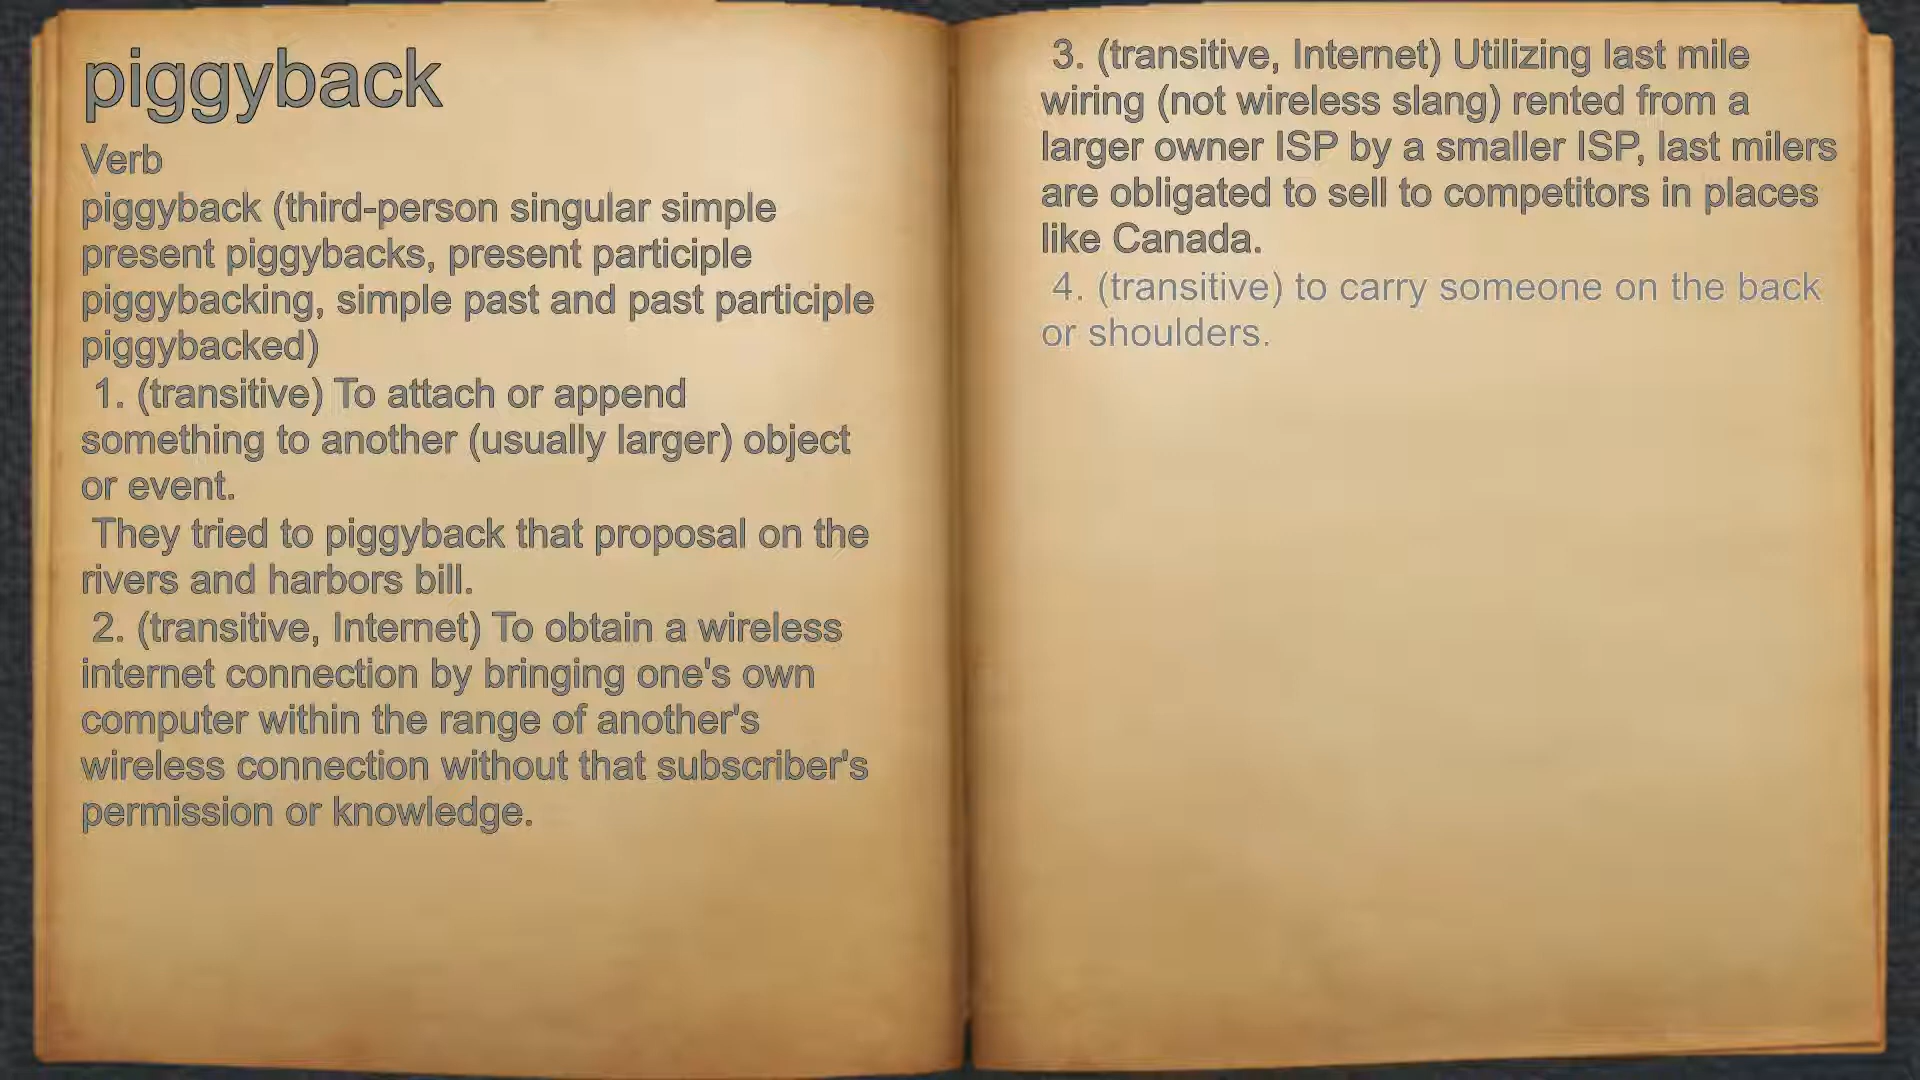 piggyback
Verb
piggyback (third-person singular simple
present piggybacks, present participle
piggybacking, simple past and past participle
piggybacked)
1. (transitive) To attach or append
something to another (usually larger) object
or event.
They tried to piggyback that proposal on the
rivers and harbors bill.
2. (transitive, Internet) To obtain a wireless
internet connection by bringing one's own
computer within the range of another's
wireless connection without that subscriber's
permission or knowledge.
3. (transitive, Internet) Utilizing last mile
wiring (not wireless slang) rented from a
larger owner ISP by a smaller ISP, last milers
are obligated to sell to competitors in places
like Canada.
4. (transitive) to carry someone on the back
or shoulders.